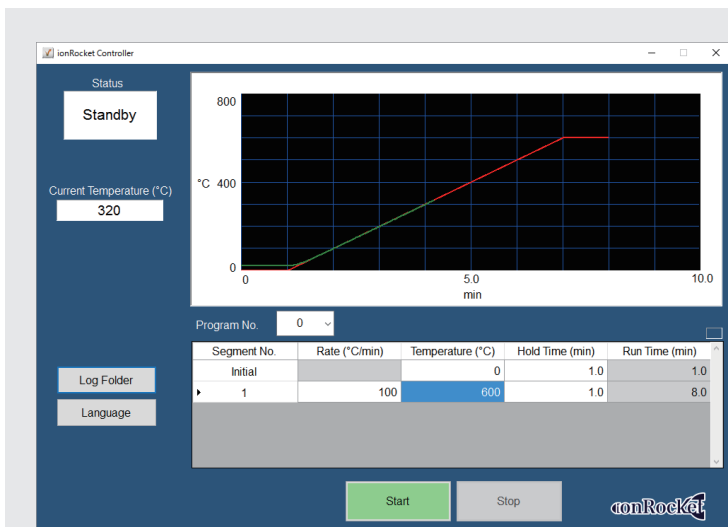 ionRocket Controller
Status
Standby
Current Temperature (°C)
320
Log Folder
Language
800
°C 400
0
0 5.0 10.0
min
Program No. 0
Segment No. Rate (°C/min) Temperature (°C) Hold Time (min) Run Time (min)
Initial 0 1.0 1.0
1 100 600 1.0 8.0
Start Stop
ionRocket